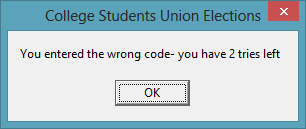 College Students Union Elections
You entered the wrong code- you have 2 tries left
OK